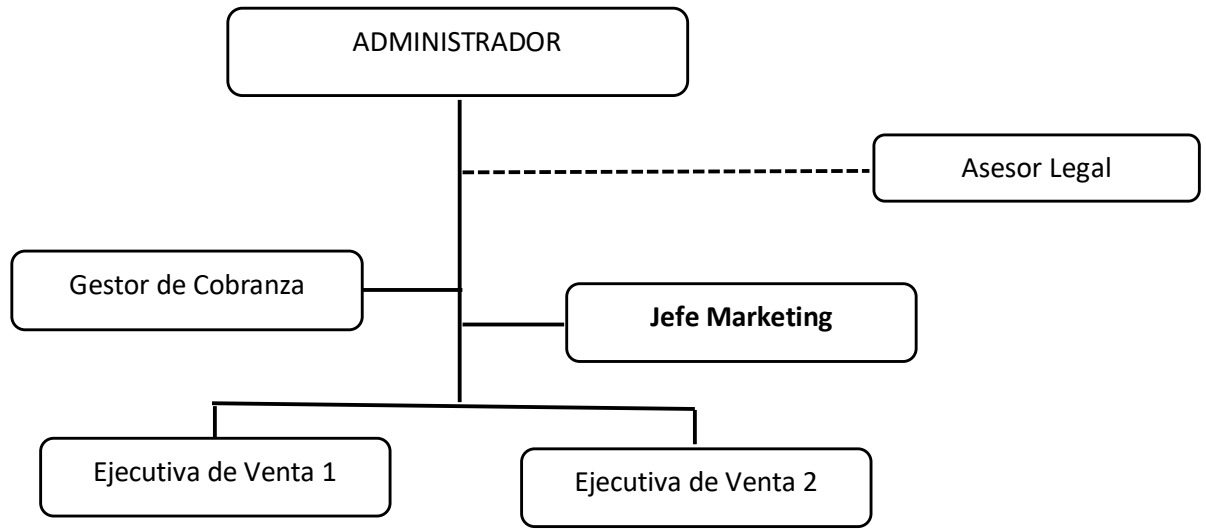 ADMINISTRADOR
Asesor Legal
Gestor de Cobranza
Jefe Marketing
Ejecutiva de Venta 1
Ejecutiva de Venta 2